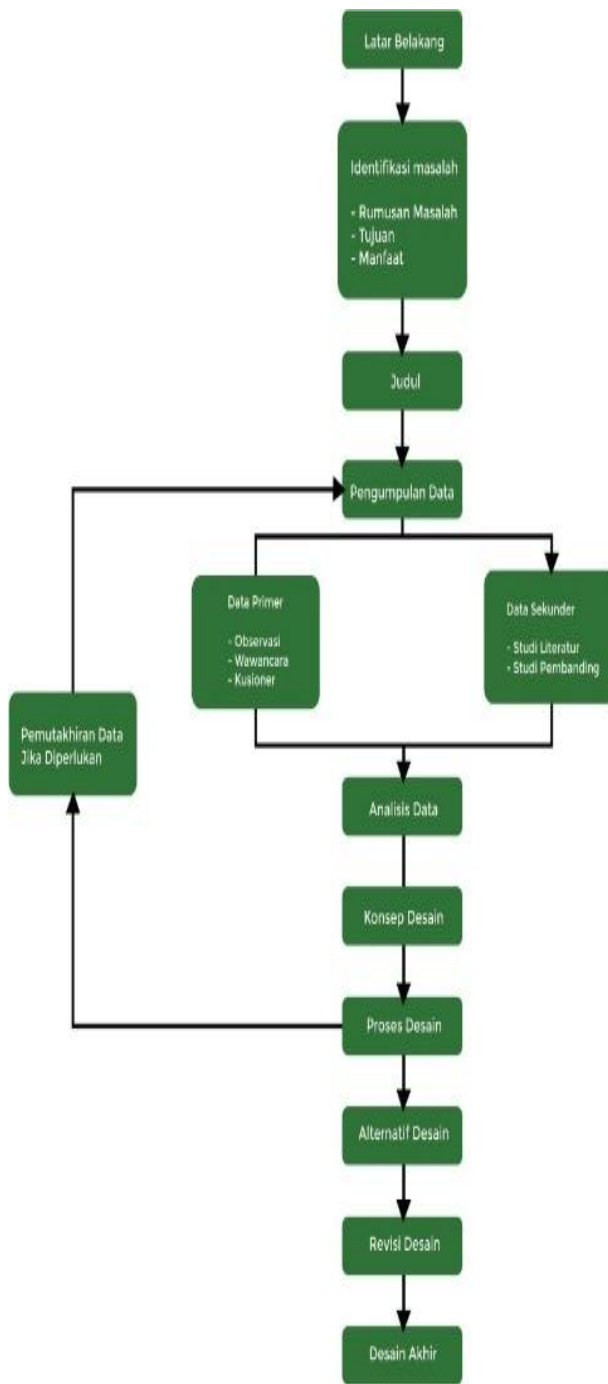 Latar Belakang
Identifikasi masalah
- Rumusan Masalah
- Tujuan
- Manfaat
Judul
Pengumpulan Data
Data Primer
- Observasi
- Wawancara
- Kusioner
Data Sekunder
- Studi Literatur
- Studi Pembanding
Pemutakhiran Data
Jika Diperlukan
Analisis Data
Konsep Desain
Proses Desain
Alternatif Desain
Revisi Desain
Desain Akhir